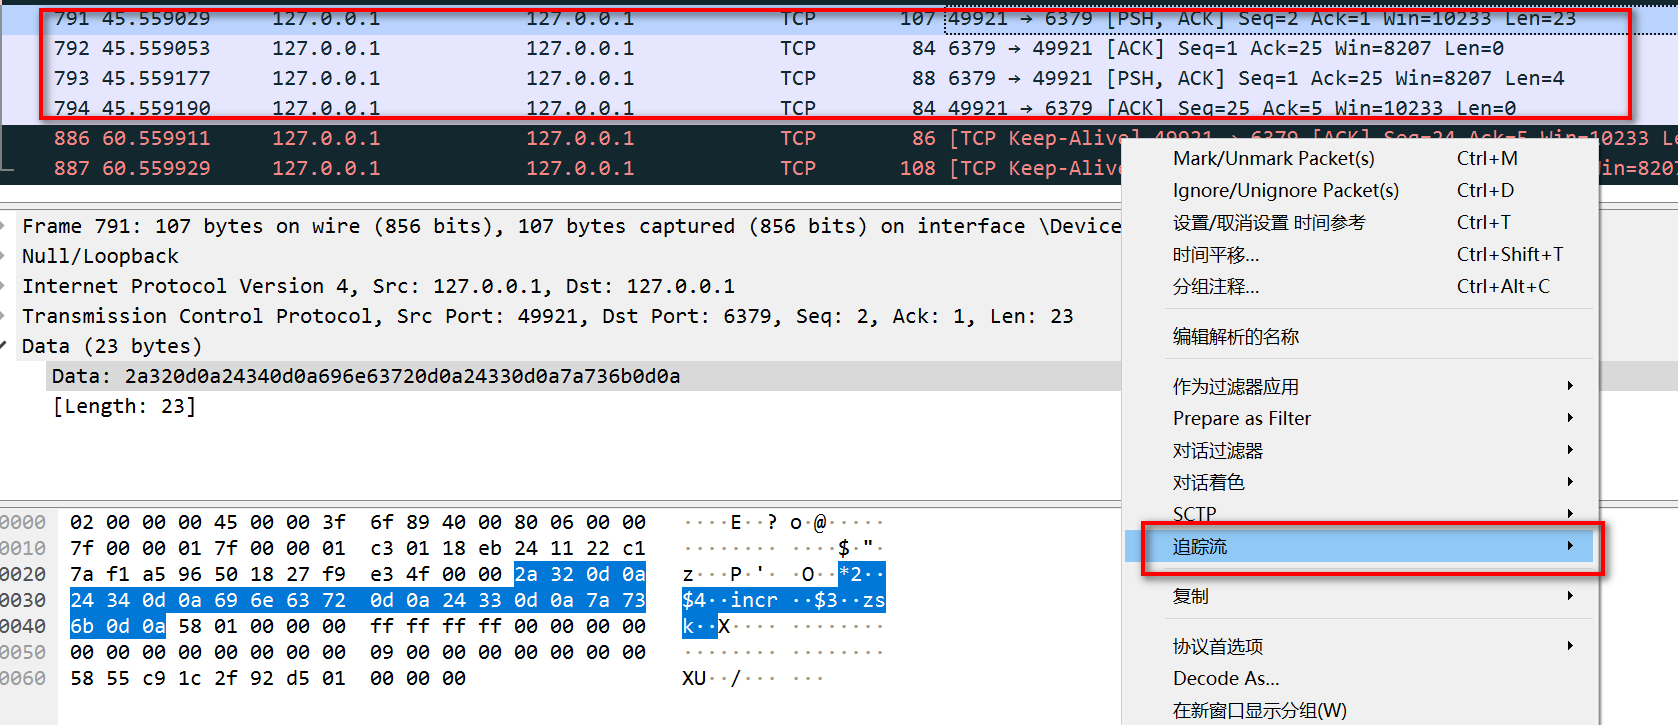 791 45.559029 127.0.0.1 127.0.0.1 TCP 107 49921 → 6379 [PSH, ACK] Seq=2 Ack=1 Win=10233 Len=23
792 45.559053 127.0.0.1 127.0.0.1 TCP 84 6379 → 49921 [ACK] Seq=1 Ack=25 Win=8207 Len=0
793 45.559177 127.0.0.1 127.0.0.1 TCP 88 6379 → 49921 [PSH, ACK] Seq=1 Ack=25 Win=8207 Len=4
794 45.559190 127.0.0.1 127.0.0.1 TCP 84 49921 → 6379 [ACK] Seq=25 Ack=5 Win=10233 Len=0
886 60.559911 127.0.0.1 127.0.0.1 TCP 86 [TCP Keep-Alive] 49921 → 6379 [ACK] Seq=24 Ack=5 Win=10233 Le
887 60.559929 127.0.0.1 127.0.0.1 TCP 108 [TCP Keep-Aliv in=8207
Frame 791: 107 bytes on wire (856 bits), 107 bytes captured (856 bits) on interface \Device
Null/Loopback
Internet Protocol Version 4, Src: 127.0.0.1, Dst: 127.0.0.1
Transmission Control Protocol, Src Port: 49921, Dst Port: 6379, Seq: 2, Ack: 1, Len: 23
Data (23 bytes)
Data: 2a320d0a24340d0a696e63720d0a24330d0a7a736b0d0a
[Length: 23]
0000 02 00 00 00 45 00 00 3f 6f 89 40 00 80 06 00 00 ····E··? o·@·····
0010 7f 00 00 01 7f 00 00 01 c3 01 18 eb 24 11 22 c1 ········ ····$·"·
0020 7a f1 a5 96 50 18 27 f9 e3 4f 00 00 2a 32 0d 0a z···P·'· ·O··*2··
0030 24 34 0d 0a 69 6e 63 72 0d 0a 24 33 0d 0a 7a 73 $4··incr ··$3··zs
0040 6b 0d 0a 58 01 00 00 00 ff ff ff ff 00 00 00 00 k··X···· ········
0050 00 00 00 00 00 00 00 00 09 00 00 00 00 00 00 00 ········ ········
0060 58 55 c9 1c 2f 92 d5 01 00 00 00 XU··/··· ···
Mark/Unmark Packet(s) Ctrl+M
Ignore/Unignore Packet(s) Ctrl+D
设置/取消设置 时间参考 Ctrl+T
时间平移... Ctrl+Shift+T
分组注释... Ctrl+Alt+C
编辑解析的名称
作为过滤器应用
Prepare as Filter
对话过滤器
对话着色
SCTP
追踪流
复制
协议首选项
Decode As...
在新窗口显示分组(W)